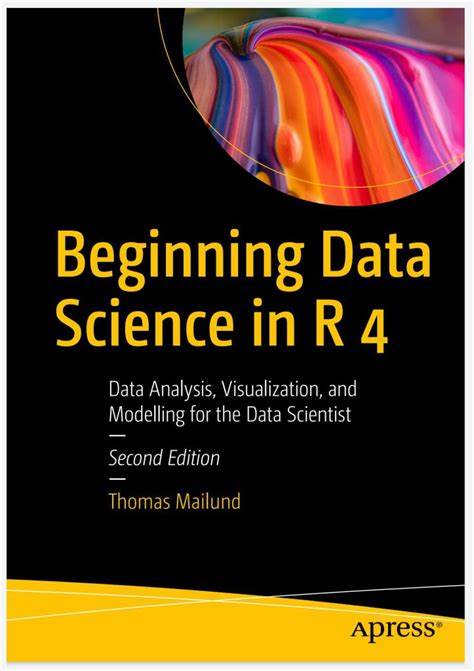 Beginning Data
Science in R 4
Data Analysis, Visualization, and
Modelling for the Data Scientist
—
Second Edition
—
Thomas Mailund
Apress®